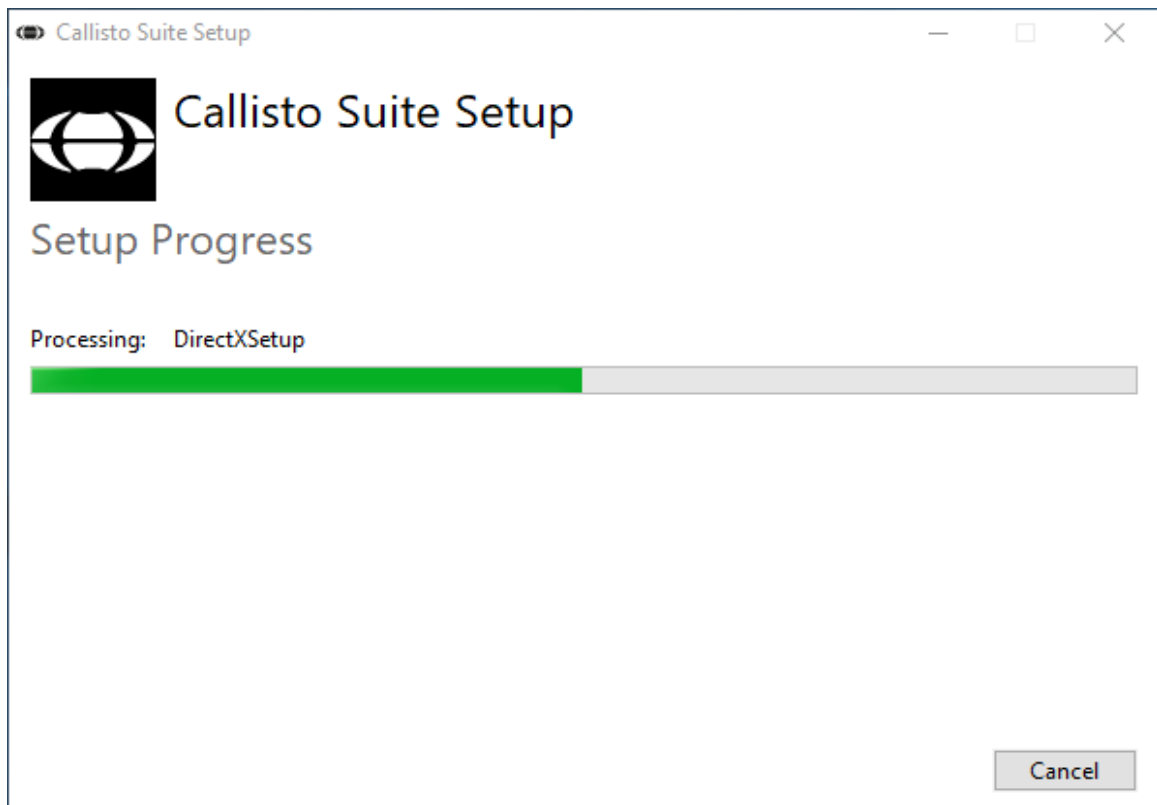 Callisto Suite Setup
Callisto Suite Setup
Setup Progress
Processing: DirectXSetup
Cancel